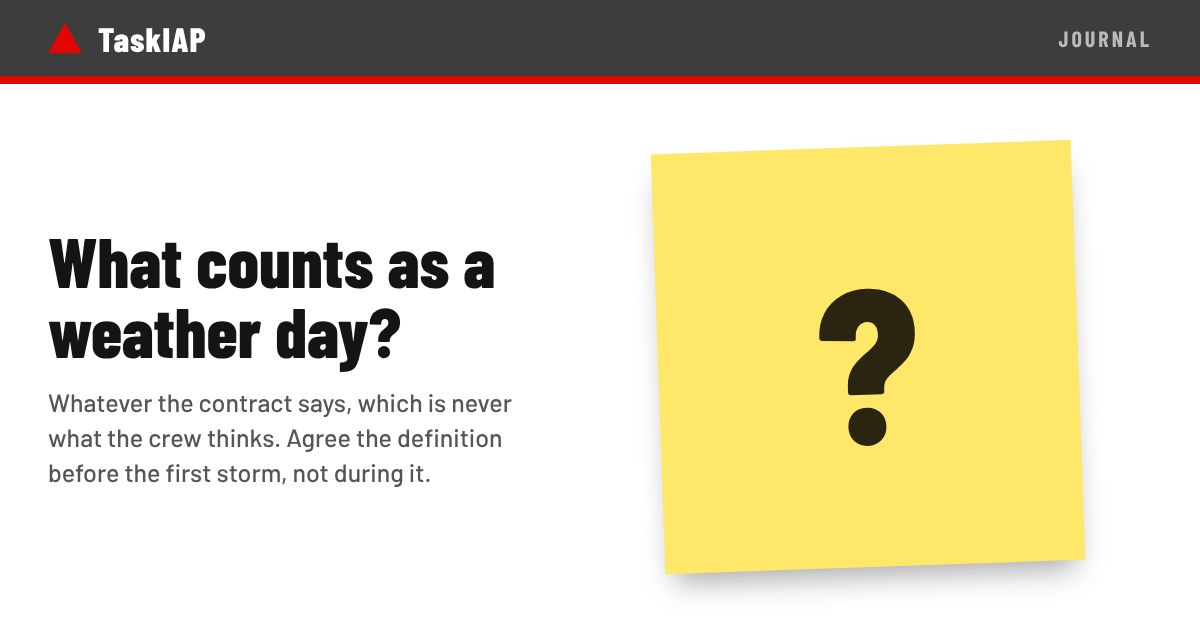 TaskIAP
JOURNAL
What counts as a
weather day?
Whatever the contract says, which is never
what the crew thinks. Agree the definition
before the first storm, not during it.
?